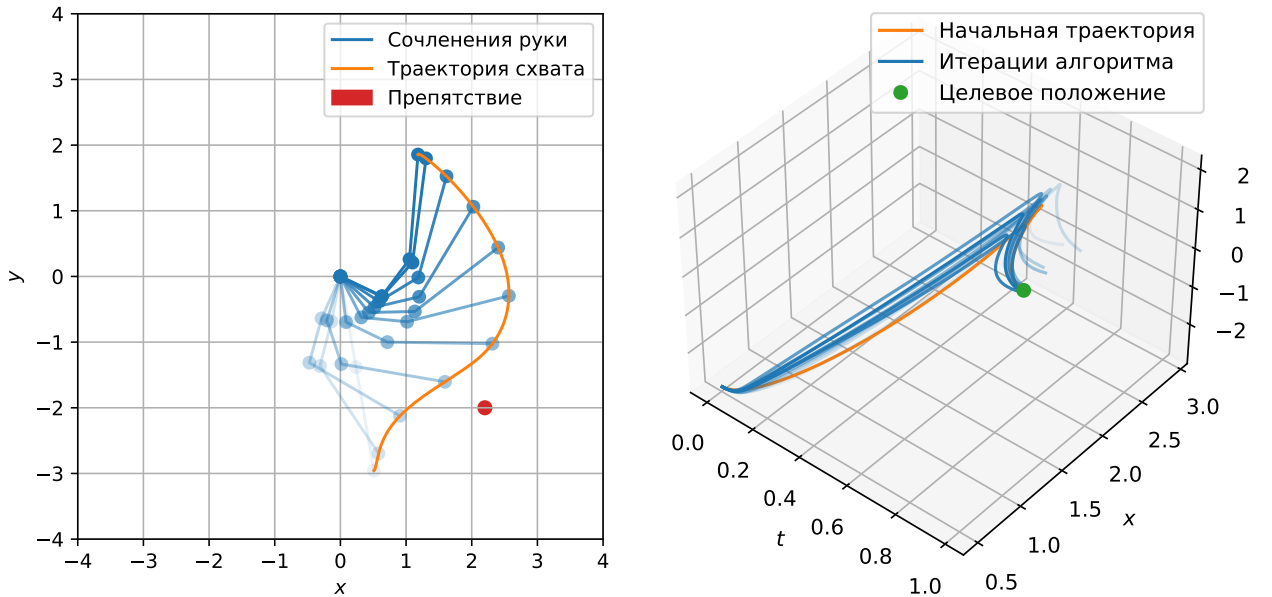 Сочленения руки
Траектория схвата
Препятствие
4
3
2
1
0
−1
−2
−3
−4
y
−4 −3 −2 −1 0 1 2 3 4
x
Начальная траектория
Итерации алгоритма
Целевое положение
2
1
0
−1
−2
0.0
0.2
0.4
0.6
0.8
1.0
t
0.5
1.0
1.5
2.0
2.5
3.0
x